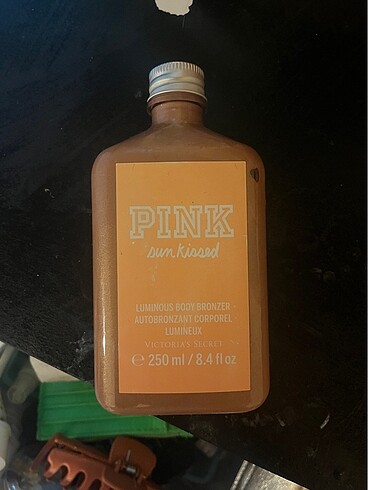 PINK
sun kissed
LUMINOUS BODY BRONZER
AUTOBRONZANT CORPOREL
LUMINEUX
VICTORIA'S SECRET
℮ 250 ml / 8.4 fl oz